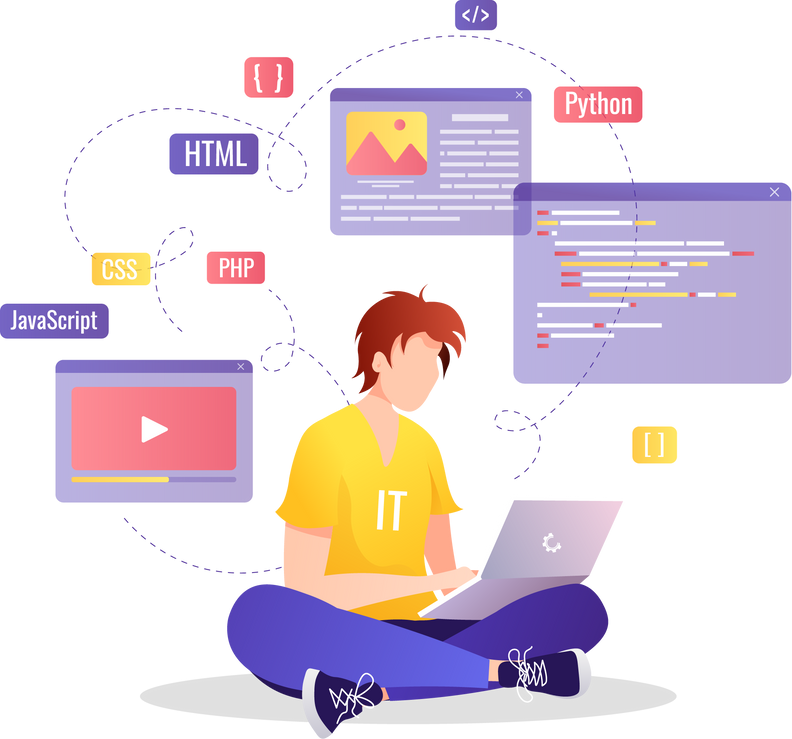 </>
{ }
Python
HTML
CSS
PHP
JavaScript
[ ]
IT